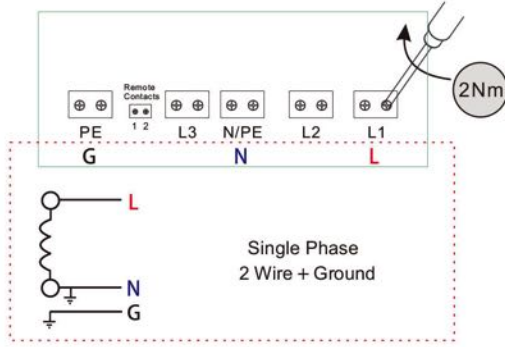 2Nm
Remote
Contacts
1 2
PE L3 N/PE L2 L1
G N L
L
Single Phase
2 Wire + Ground
N
G